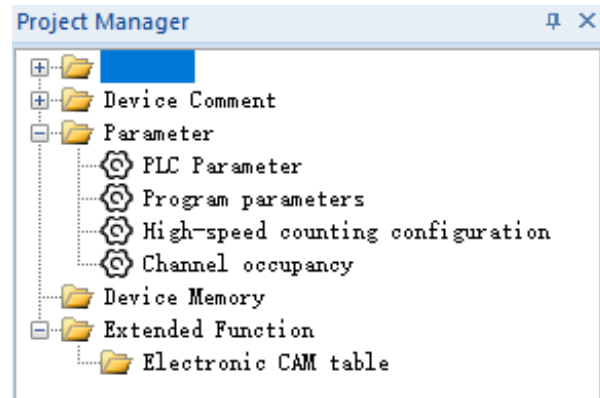 Project Manager
Device Comment
Parameter
PLC Parameter
Program parameters
High-speed counting configuration
Channel occupancy
Device Memory
Extended Function
Electronic CAM table